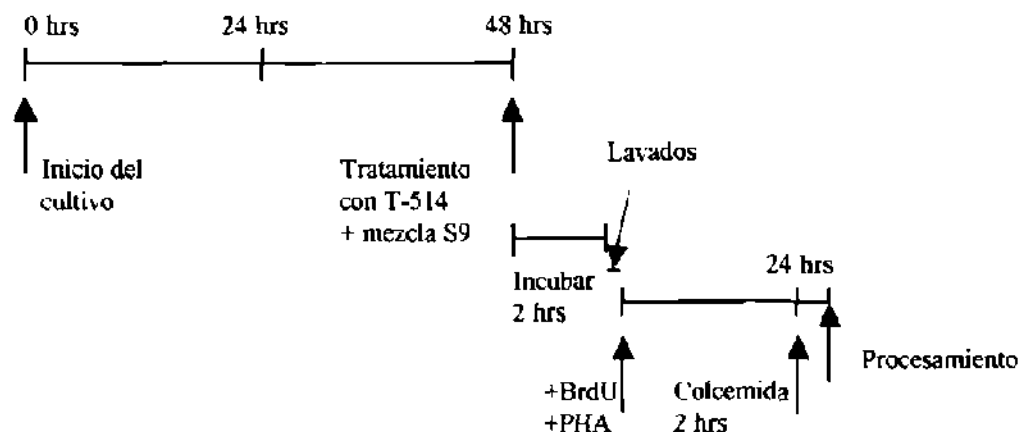 0 hrs
24 hrs
48 hrs
Inicio del
cultivo
Tratamiento
con T-514
+ mezcla S9
Lavados
Incubar
2 hrs
24 hrs
+BrdU
+PHA
Colcemida
2 hrs
Procesamiento